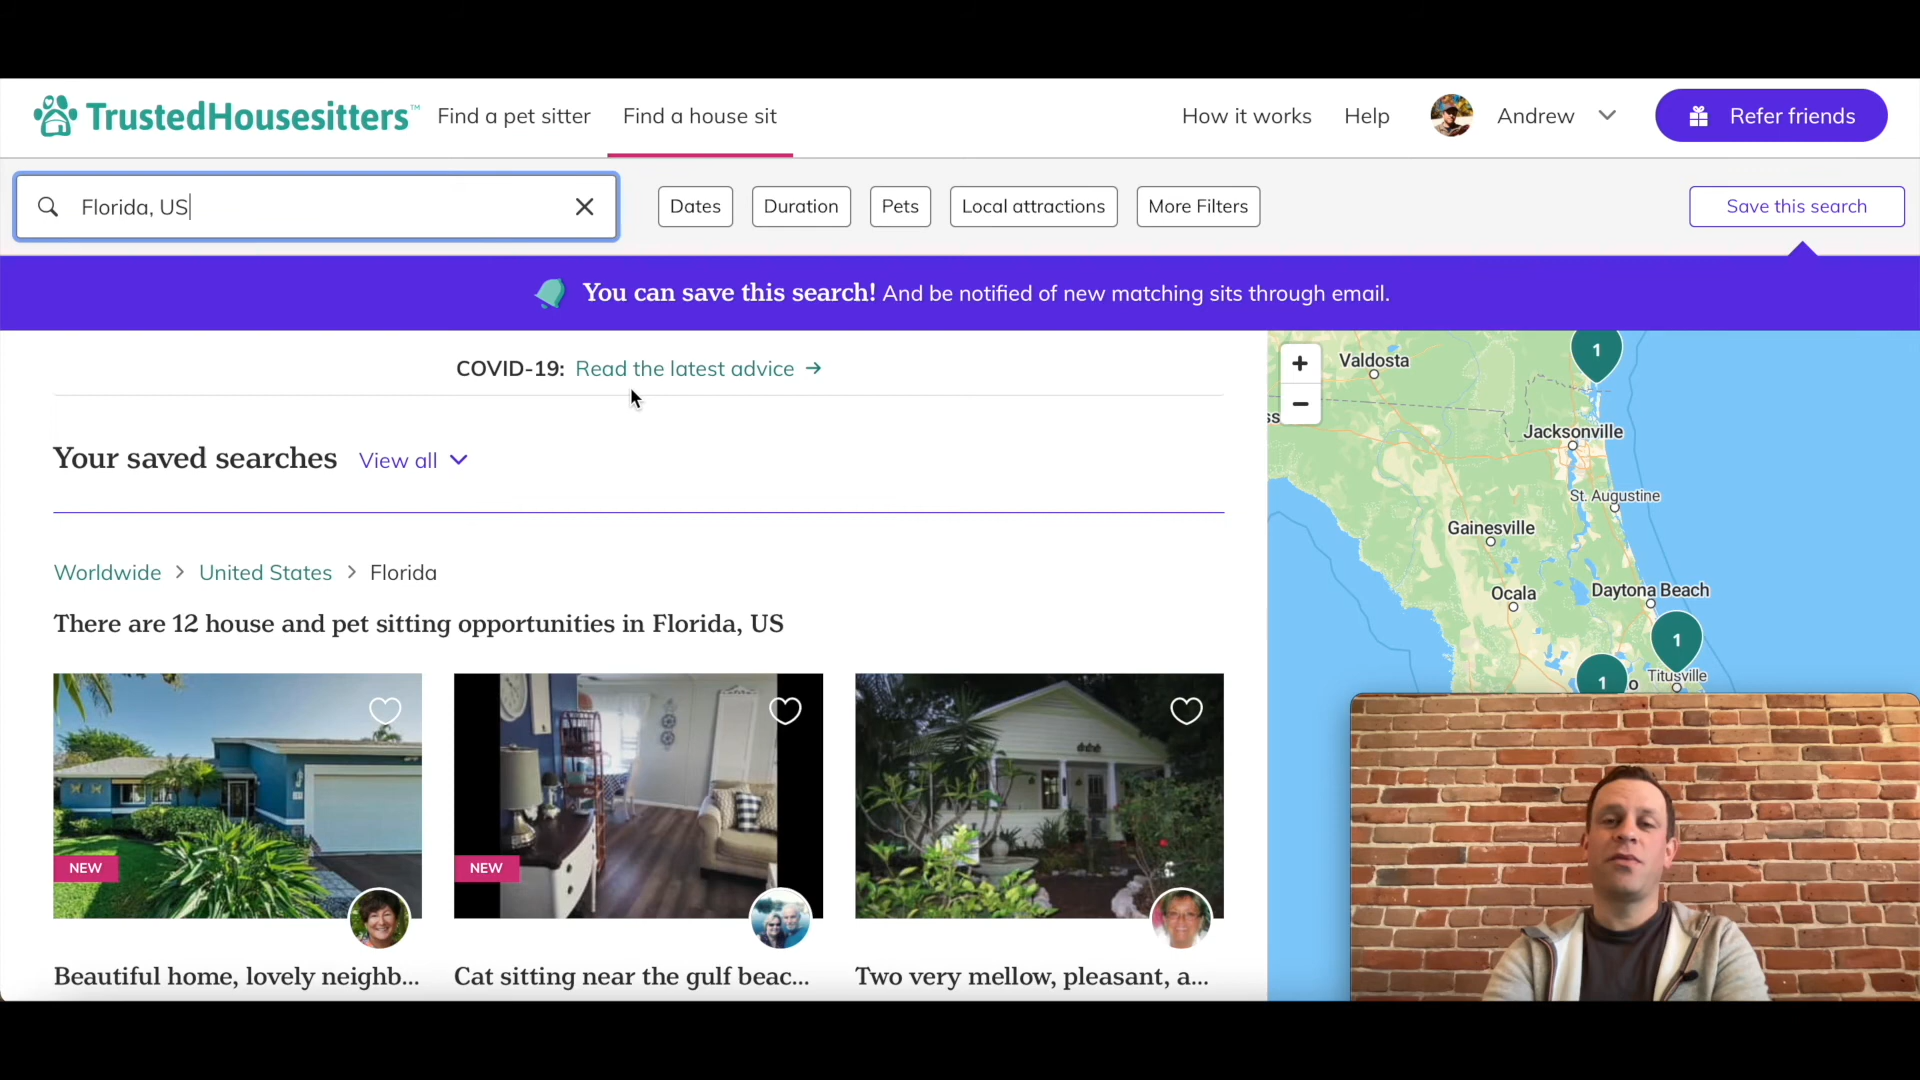 TrustedHousesitters™
Find a pet sitter
Find a house sit
How it works
Help
Andrew
Refer friends
Florida, US
Dates
Duration
Pets
Local attractions
More Filters
Save this search
You can save this search! And be notified of new matching sits through email.
COVID-19: Read the latest advice →
Your saved searches View all
Worldwide > United States > Florida
There are 12 house and pet sitting opportunities in Florida, US
NEW
NEW
Beautiful home, lovely neighb...
Cat sitting near the gulf beac...
Two very mellow, pleasant, a...
+
−
Valdosta
1
Jacksonville
St. Augustine
Gainesville
Ocala
Daytona Beach
1
Titusville
1